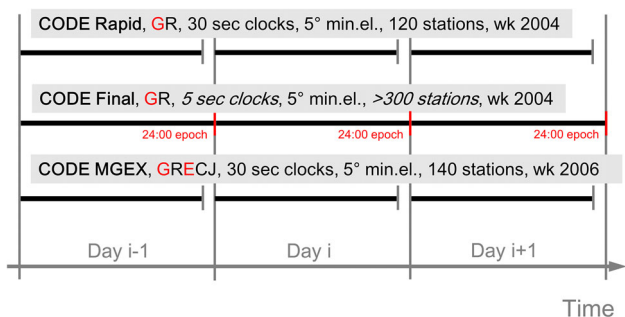 CODE Rapid, GR, 30 sec clocks, 5° min.el., 120 stations, wk 2004
CODE Final, GR, 5 sec clocks, 5° min.el., >300 stations, wk 2004
24:00 epoch 24:00 epoch 24:00 epoch
CODE MGEX, GRECJ, 30 sec clocks, 5° min.el., 140 stations, wk 2006
Day i-1 Day i Day i+1
Time